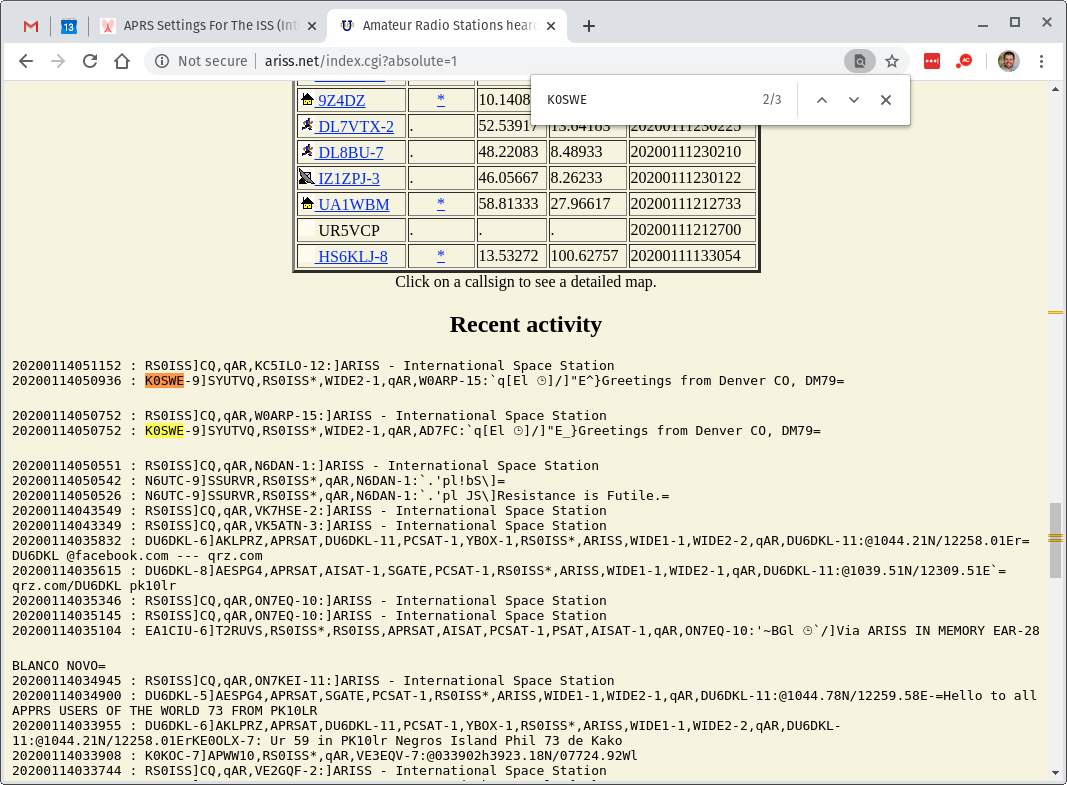 13
APRS Settings For The ISS (Int
Amateur Radio Stations hear
Not secure
ariss.net/index.cgi?absolute=1
K0SWE
2/3
9Z4DZ * 10.1408
DL7VTX-2 . 52.53917 13.64183 20200111230225
DL8BU-7 . 48.22083 8.48933 20200111230210
IZ1ZPJ-3 . 46.05667 8.26233 20200111230122
UA1WBM * 58.81333 27.96617 20200111212733
UR5VCP . . . 20200111212700
HS6KLJ-8 * 13.53272 100.62757 20200111133054
Click on a callsign to see a detailed map.
Recent activity
20200114051152 : RS0ISS]CQ,qAR,KC5ILO-12:]ARISS - International Space Station
20200114050936 : K0SWE-9]SYUTVQ,RS0ISS*,WIDE2-1,qAR,W0ARP-15:`q[El 🕒]/]"E^}Greetings from Denver CO, DM79=
20200114050752 : RS0ISS]CQ,qAR,W0ARP-15:]ARISS - International Space Station
20200114050752 : K0SWE-9]SYUTVQ,RS0ISS*,WIDE2-1,qAR,AD7FC:`q[El 🕒]/]"E_}Greetings from Denver CO, DM79=
20200114050551 : RS0ISS]CQ,qAR,N6DAN-1:]ARISS - International Space Station
20200114050542 : N6UTC-9]SSURVR,RS0ISS*,qAR,N6DAN-1:`.'pl!bS\]=
20200114050526 : N6UTC-9]SSURVR,RS0ISS*,qAR,N6DAN-1:`.'pl JS\]Resistance is Futile.=
20200114043549 : RS0ISS]CQ,qAR,VK7HSE-2:]ARISS - International Space Station
20200114043349 : RS0ISS]CQ,qAR,VK5ATN-3:]ARISS - International Space Station
20200114035832 : DU6DKL-6]AKLPRZ,APRSAT,DU6DKL-11,PCSAT-1,YBOX-1,RS0ISS*,ARISS,WIDE1-1,WIDE2-2,qAR,DU6DKL-11:@1044.21N/12258.01Er=
DU6DKL @facebook.com --- qrz.com
20200114035615 : DU6DKL-8]AESPG4,APRSAT,AISAT-1,SGATE,PCSAT-1,RS0ISS*,ARISS,WIDE1-1,WIDE2-1,qAR,DU6DKL-11:@1039.51N/12309.51E`=
qrz.com/DU6DKL pk10lr
20200114035346 : RS0ISS]CQ,qAR,ON7EQ-10:]ARISS - International Space Station
20200114035145 : RS0ISS]CQ,qAR,ON7EQ-10:]ARISS - International Space Station
20200114035104 : EA1CIU-6]T2RUVS,RS0ISS*,RS0ISS,APRSAT,AISAT,PCSAT-1,PSAT,AISAT-1,qAR,ON7EQ-10:'~BGl 🕒`/]Via ARISS IN MEMORY EAR-28
BLANCO NOVO=
20200114034945 : RS0ISS]CQ,qAR,ON7KEI-11:]ARISS - International Space Station
20200114034900 : DU6DKL-5]AESPG4,APRSAT,SGATE,PCSAT-1,RS0ISS*,ARISS,WIDE1-1,WIDE2-1,qAR,DU6DKL-11:@1044.78N/12259.58E-=Hello to all
APPRS USERS OF THE WORLD 73 FROM PK10LR
20200114033955 : DU6DKL-6]AKLPRZ,APRSAT,DU6DKL-11,PCSAT-1,YBOX-1,RS0ISS*,ARISS,WIDE1-1,WIDE2-2,qAR,DU6DKL-
11:@1044.21N/12258.01ErKE0OLX-7: Ur 59 in PK10lr Negros Island Phil 73 de Kako
20200114033908 : K0KOC-7]APWW10,RS0ISS*,qAR,VE3EQV-7:@033902h3923.18N/07724.92Wl
20200114033744 : RS0ISS]CQ,qAR,VE2GQF-2:]ARISS - International Space Station